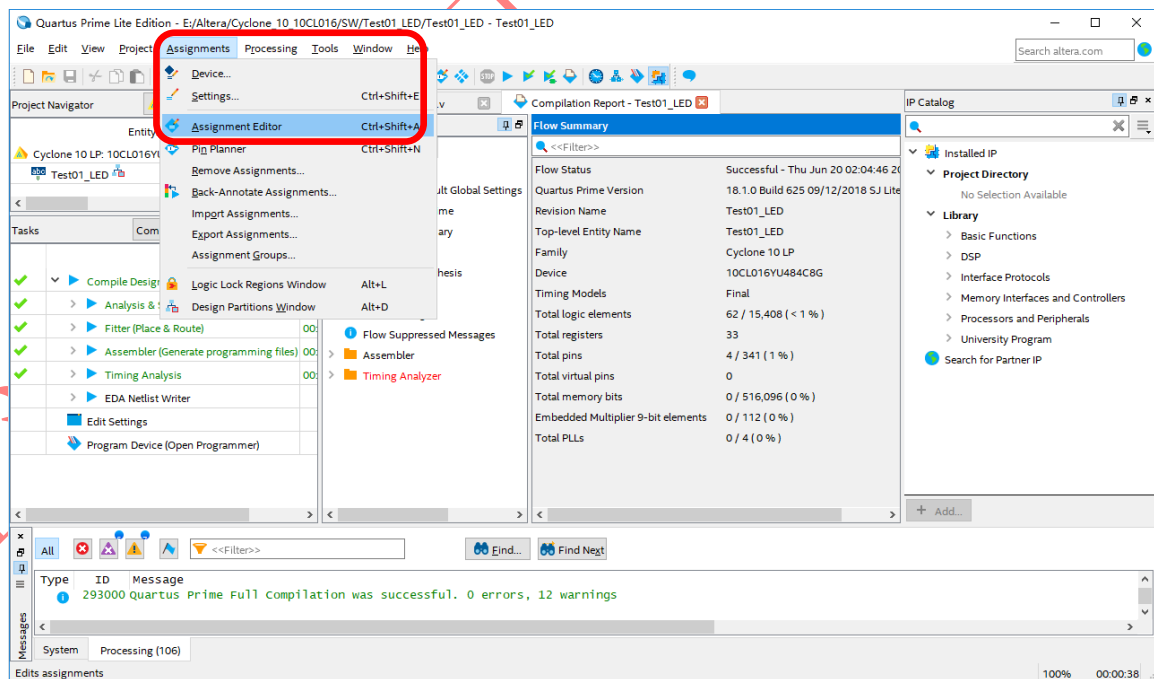 Quartus Prime Lite Edition - E:/Altera/Cyclone_10_10CL016/SW/Test01_LED/Test01_LED - Test01_LED
File Edit View Project Assignments Processing Tools Window Help
Search altera.com
Device...
Settings... Ctrl+Shift+E
Assignment Editor Ctrl+Shift+A
Pin Planner Ctrl+Shift+N
Remove Assignments...
Back-Annotate Assignments...
Import Assignments...
Export Assignments...
Assignment Groups...
Logic Lock Regions Window Alt+L
Design Partitions Window Alt+D
Project Navigator
Entity
Cyclone 10 LP: 10CL016YU
Test01_LED
Tasks Com
Compile Design
Analysis & S
Fitter (Place & Route) 00:
Assembler (Generate programming files) 00:
Timing Analysis 00:
EDA Netlist Writer
Edit Settings
Program Device (Open Programmer)
.v
Compilation Report - Test01_LED
ult Global Settings
me
ary
hesis
Flow Suppressed Messages
Assembler
Timing Analyzer
Flow Summary
<<Filter>>
Flow Status Successful - Thu Jun 20 02:04:46 20
Quartus Prime Version 18.1.0 Build 625 09/12/2018 SJ Lite
Revision Name Test01_LED
Top-level Entity Name Test01_LED
Family Cyclone 10 LP
Device 10CL016YU484C8G
Timing Models Final
Total logic elements 62 / 15,408 ( < 1 % )
Total registers 33
Total pins 4 / 341 ( 1 % )
Total virtual pins 0
Total memory bits 0 / 516,096 ( 0 % )
Embedded Multiplier 9-bit elements 0 / 112 ( 0 % )
Total PLLs 0 / 4 ( 0 % )
IP Catalog
Installed IP
Project Directory
No Selection Available
Library
Basic Functions
DSP
Interface Protocols
Memory Interfaces and Controllers
Processors and Peripherals
University Program
Search for Partner IP
+ Add...
All <<Filter>> Find... Find Next
Type ID Message
293000 Quartus Prime Full Compilation was successful. 0 errors, 12 warnings
Messages
System Processing (106)
Edits assignments 100% 00:00:38